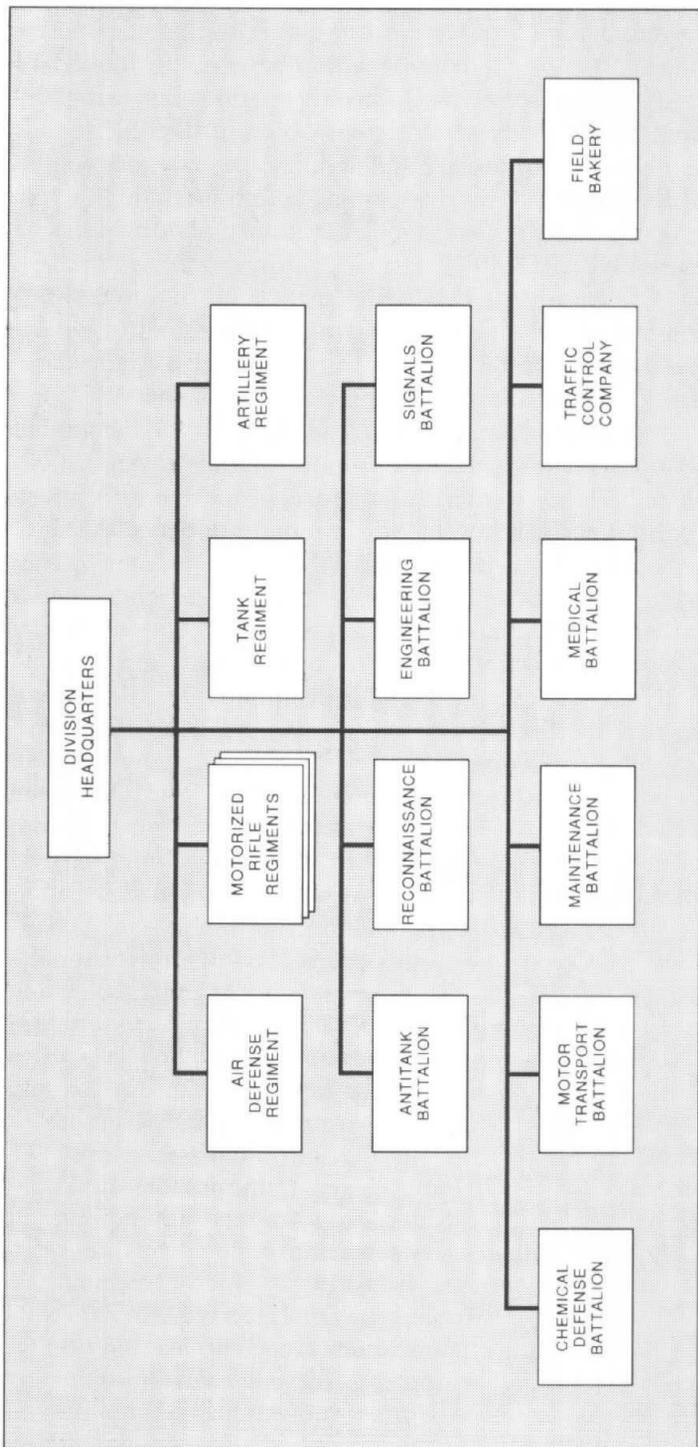 DIVISION
HEADQUARTERS
AIR
DEFENSE
REGIMENT
MOTORIZED
RIFLE
REGIMENTS
TANK
REGIMENT
ARTILLERY
REGIMENT
ANTITANK
BATTALION
RECONNAISSANCE
BATTALION
ENGINEERING
BATTALION
SIGNALS
BATTALION
CHEMICAL
DEFENSE
BATTALION
MOTOR
TRANSPORT
BATTALION
MAINTENANCE
BATTALION
MEDICAL
BATTALION
TRAFFIC
CONTROL
COMPANY
FIELD
BAKERY